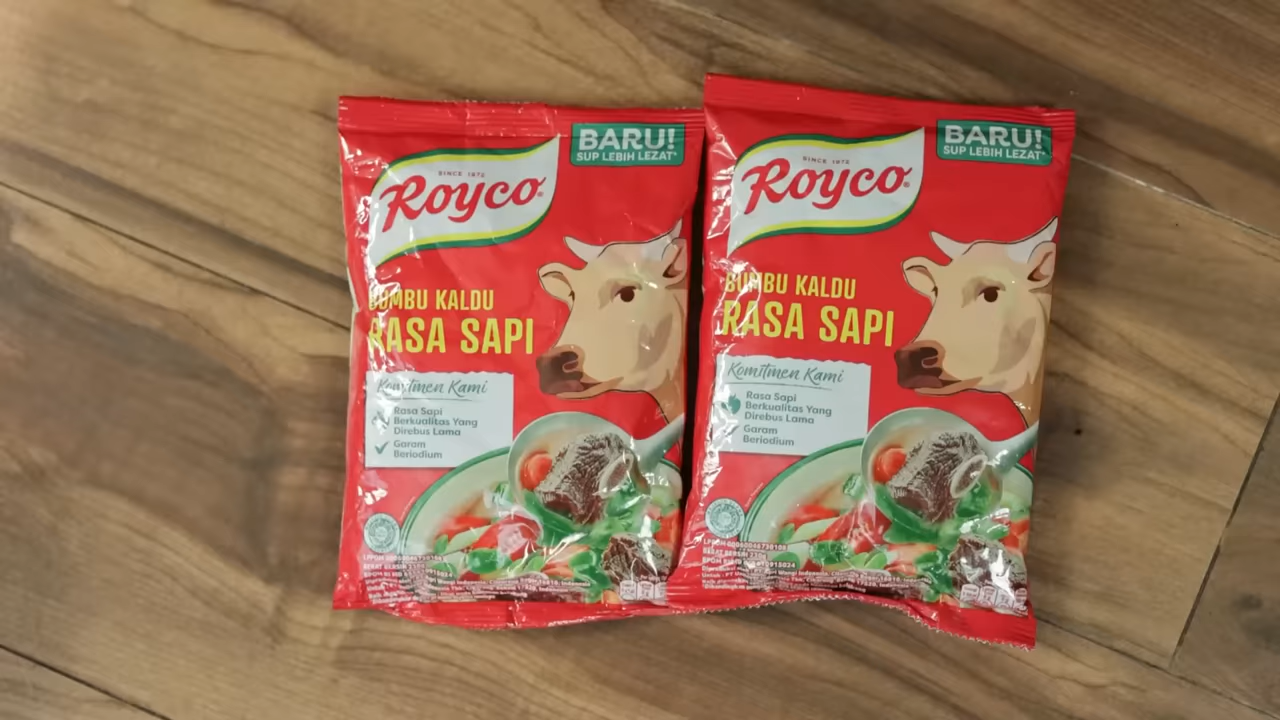 BARU!
SUP LEBIH LEZAT*
SINCE 1972
Royco
BUMBU KALDU
RASA SAPI
Komitmen Kami
Rasa Sapi
Berkualitas Yang
Direbus Lama
Garam
Beriodium
BARU!
SUP LEBIH LEZAT*
SINCE 1972
Royco
BUMBU KALDU
RASA SAPI
Komitmen Kami
Rasa Sapi
Berkualitas Yang
Direbus Lama
Garam
Beriodium